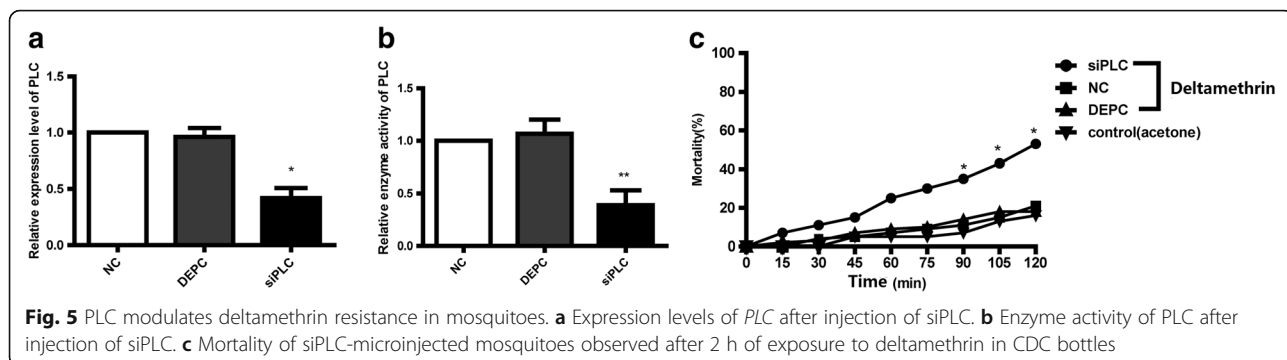 a
Relative expression level of PLC
1.5
1.0
0.5
0.0
*
NC
DEPC
siPLC
b
Relative enzyme activity of PLC
1.5
1.0
0.5
0.0
**
NC
DEPC
siPLC
c
Mortality(%)
100
80
60
40
20
0
* * *
0 15 30 45 60 75 90 105 120
Time (min)
siPLC
NC
DEPC
control(acetone)
Deltamethrin
Fig. 5 PLC modulates deltamethrin resistance in mosquitoes. a Expression levels of PLC after injection of siPLC. b Enzyme activity of PLC after
injection of siPLC. c Mortality of siPLC-microinjected mosquitoes observed after 2 h of exposure to deltamethrin in CDC bottles